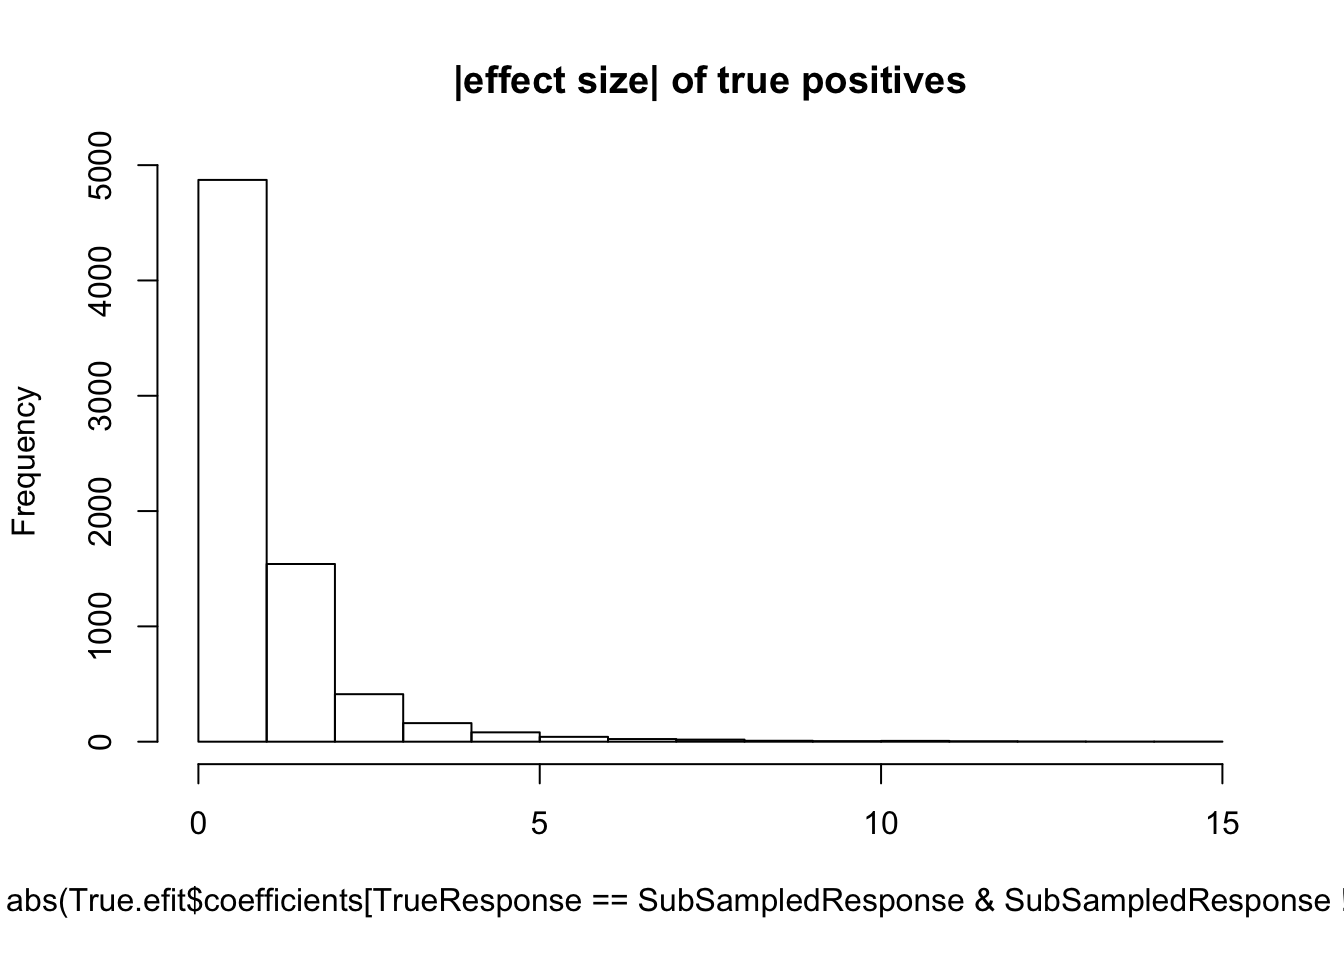 |effect size| of true positives
5000
4000
3000
2000
1000
0
Frequency
0 5 10 15
abs(True.efit$coefficients[TrueResponse == SubSampledResponse & SubSampledResponse